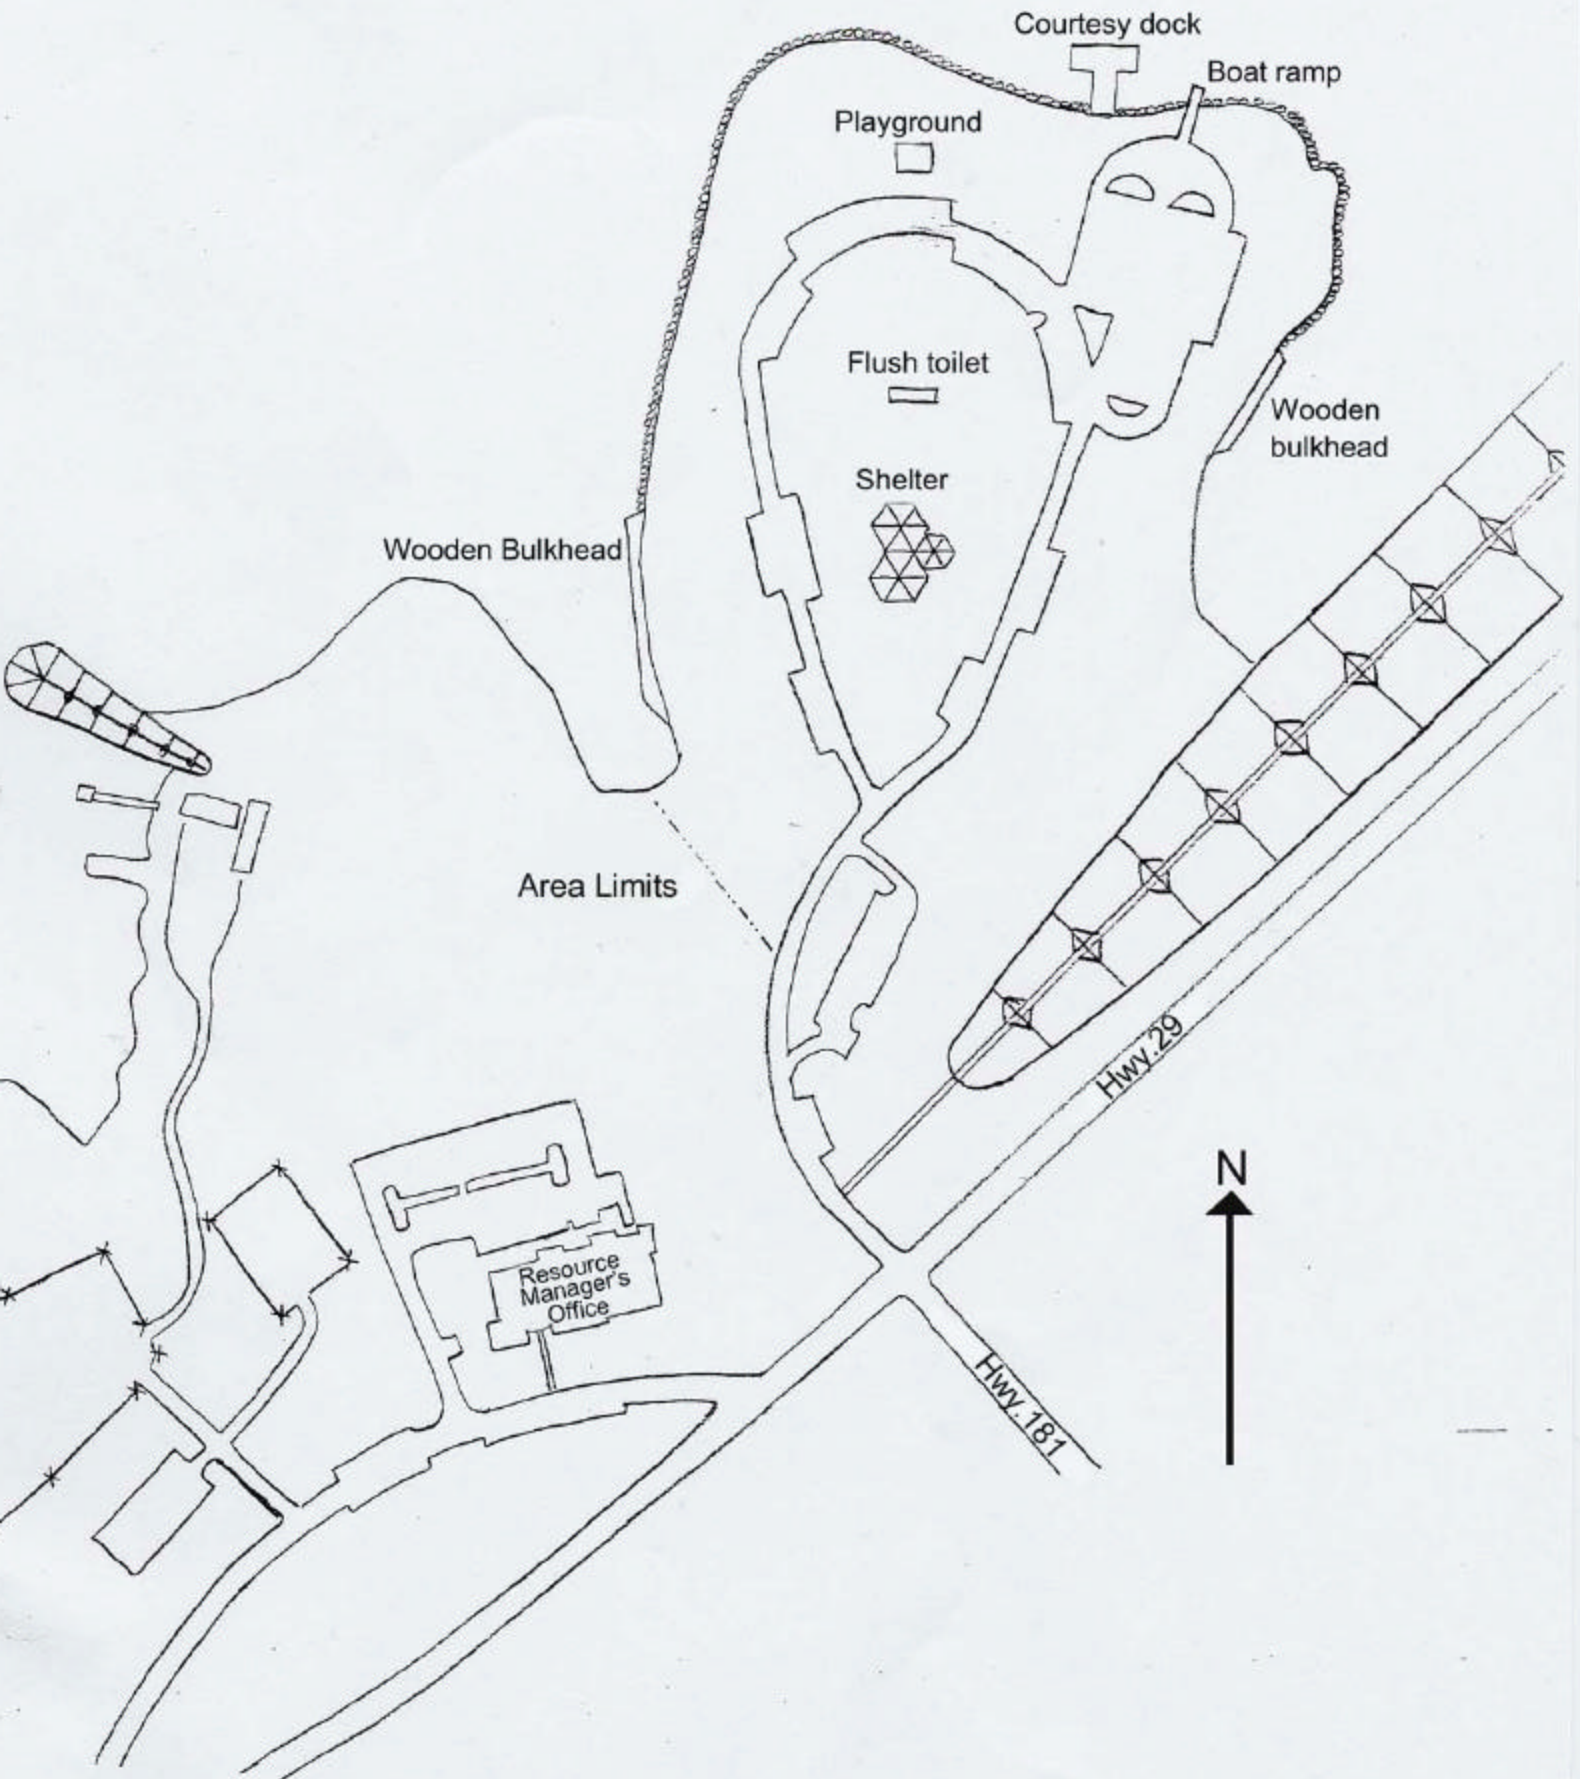 Courtesy dock
Boat ramp
Playground
Flush toilet
Wooden
bulkhead
Shelter
Wooden Bulkhead
Area Limits
Hwy.29
N
Resource
Manager's
Office
Hwy.181